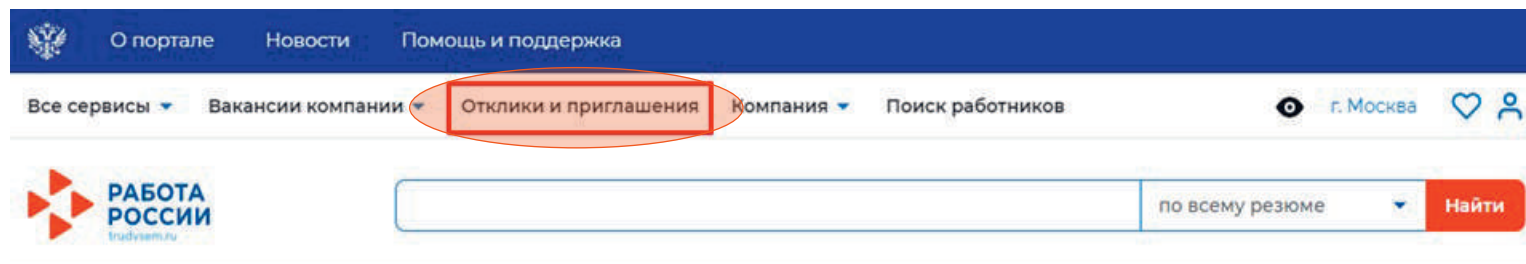 О портале Новости Помощь и поддержка
Все сервисы Вакансии компании Отклики и приглашения Компания Поиск работников г. Москва
РАБОТА
РОССИИ
trudvsem.ru
по всему резюме Найти